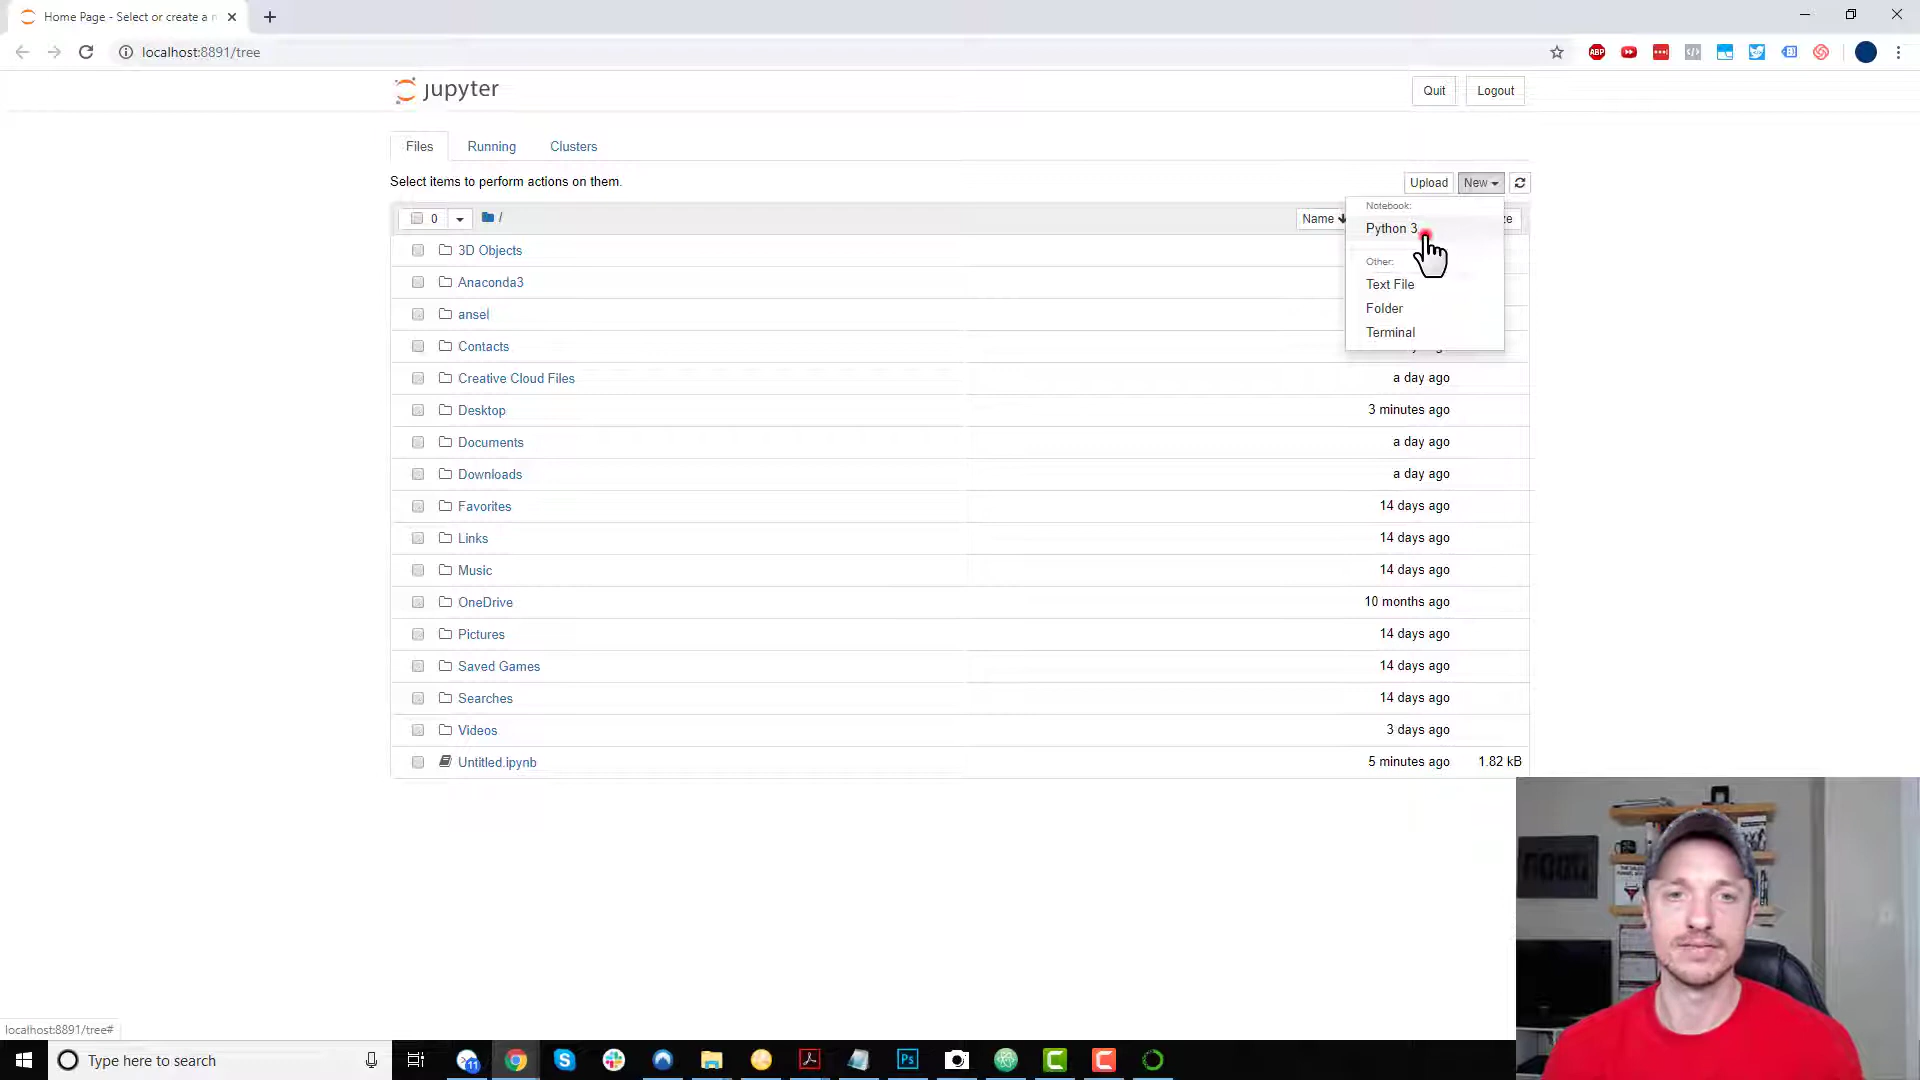 Home Page - Select or create a n
localhost:8891/tree
ABP
jupyter
Quit
Logout
Files
Running
Clusters
Select items to perform actions on them.
Upload
New
0
/
Name
ze
Notebook:
Python 3
Other:
Text File
Folder
Terminal
3D Objects
Anaconda3
ansel
Contacts
Creative Cloud Files
a day ago
Desktop
3 minutes ago
Documents
a day ago
Downloads
a day ago
Favorites
14 days ago
Links
14 days ago
Music
14 days ago
OneDrive
10 months ago
Pictures
14 days ago
Saved Games
14 days ago
Searches
14 days ago
Videos
3 days ago
Untitled.ipynb
5 minutes ago
1.82 kB
localhost:8891/tree#
Type here to search
11
Ps